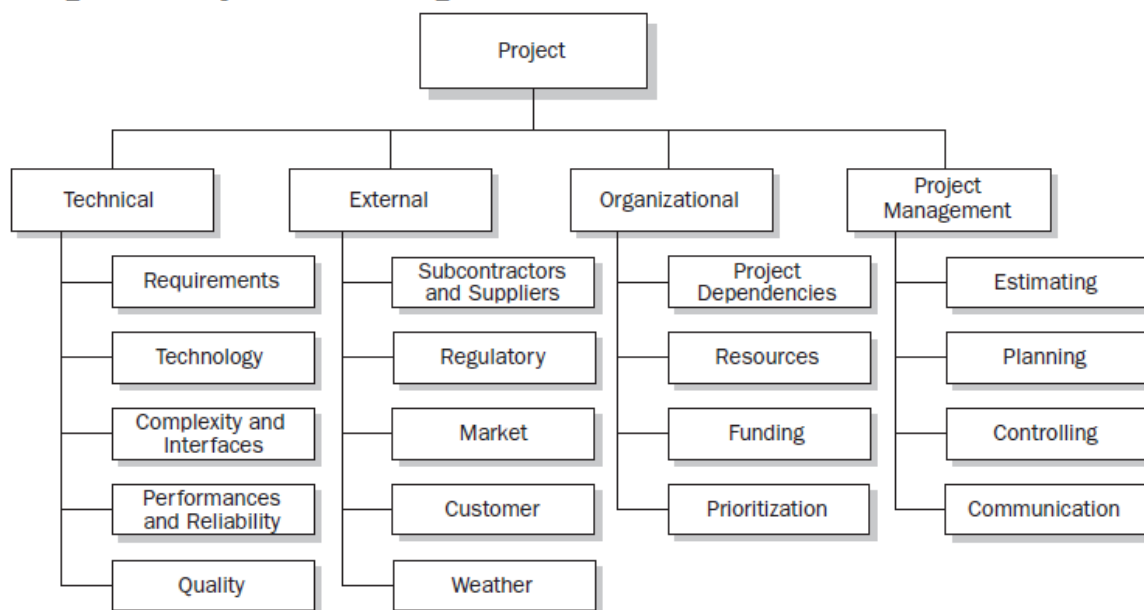 Project
Technical
External
Organizational
Project
Management
Requirements
Subcontractors
and Suppliers
Project
Dependencies
Estimating
Technology
Regulatory
Resources
Planning
Complexity and
Interfaces
Market
Funding
Controlling
Performances
and Reliability
Customer
Prioritization
Communication
Quality
Weather